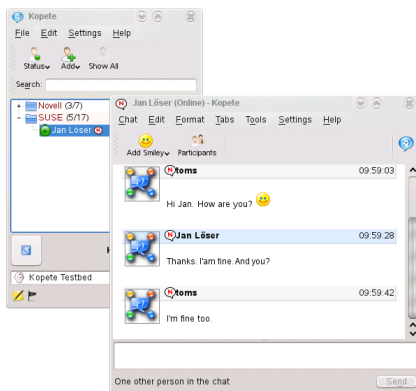 Kopete
File Edit Settings Help
Status Add Show All
Search:
Novell (3/7)
SUSE (5/17)
Jan Löser
Kopete Testbed
Jan Löser (Online) - Kopete
Chat Edit Format Tabs Tools Settings Help
Add Smiley Participants
toms 09:59:03
Hi Jan. How are you?
Jan Löser 09:59:28
Thanks. I'am fine. And you?
toms 09:59:42
I'm fine too.
One other person in the chat
Send